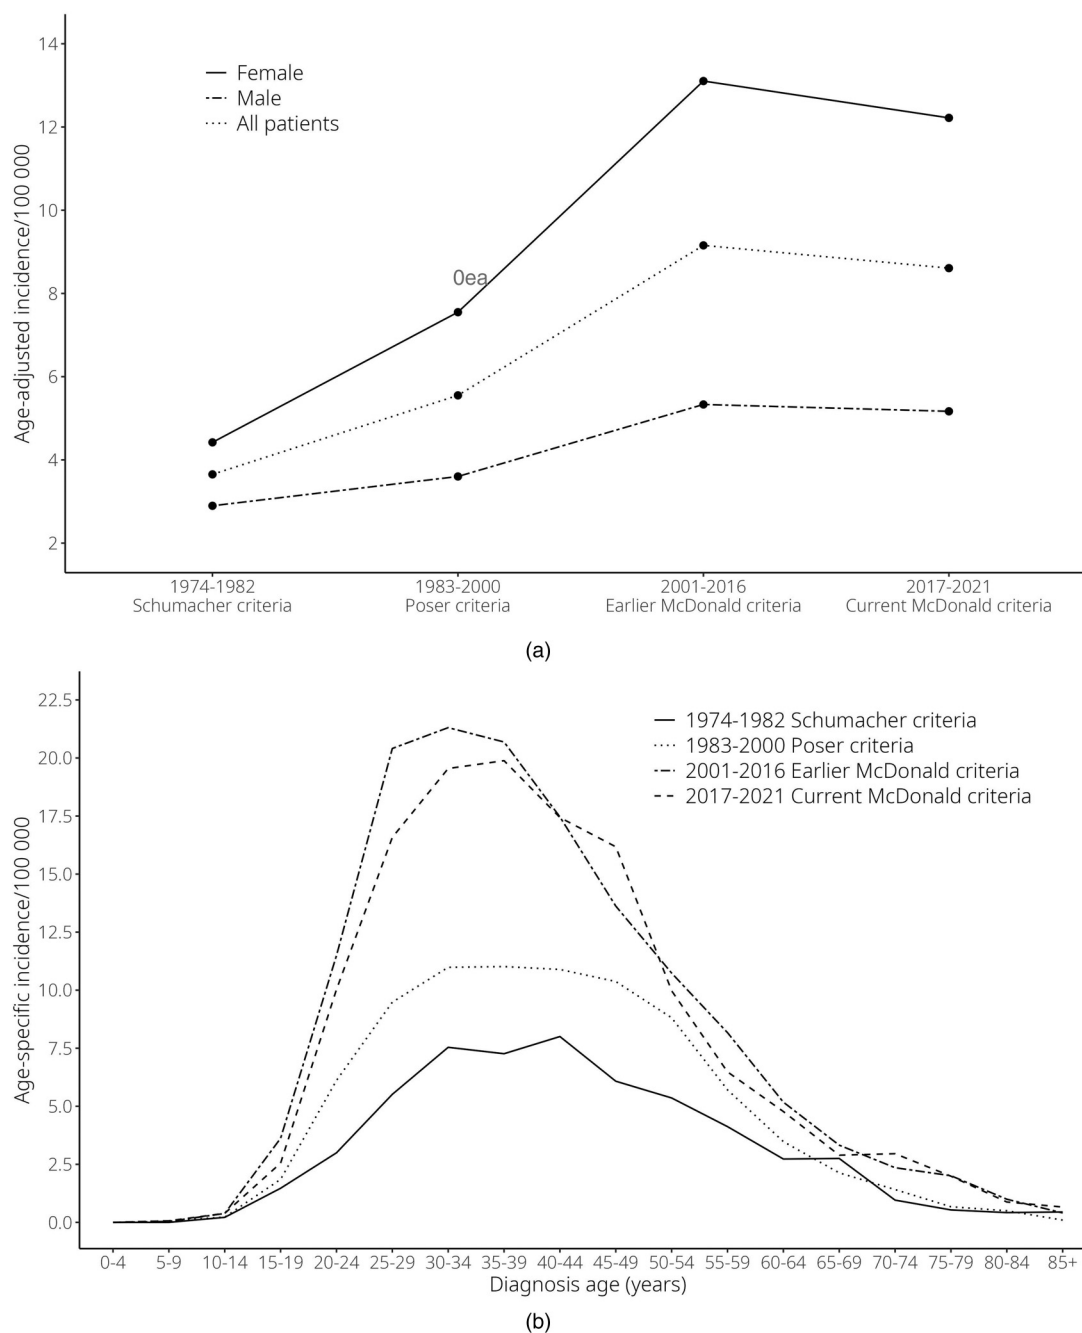 14
12
10
8
6
4
2
Age-adjusted incidence/100 000
Female
Male
All patients
0ea
1974-1982
Schumacher criteria
1983-2000
Poser criteria
2001-2016
Earlier McDonald criteria
2017-2021
Current McDonald criteria
(a)
22.5
20.0
17.5
15.0
12.5
10.0
7.5
5.0
2.5
0.0
Age-specific incidence/100 000
1974-1982 Schumacher criteria
1983-2000 Poser criteria
2001-2016 Earlier McDonald criteria
2017-2021 Current McDonald criteria
0-4 5-9 10-14 15-19 20-24 25-29 30-34 35-39 40-44 45-49 50-54 55-59 60-64 65-69 70-74 75-79 80-84 85+
Diagnosis age (years)
(b)